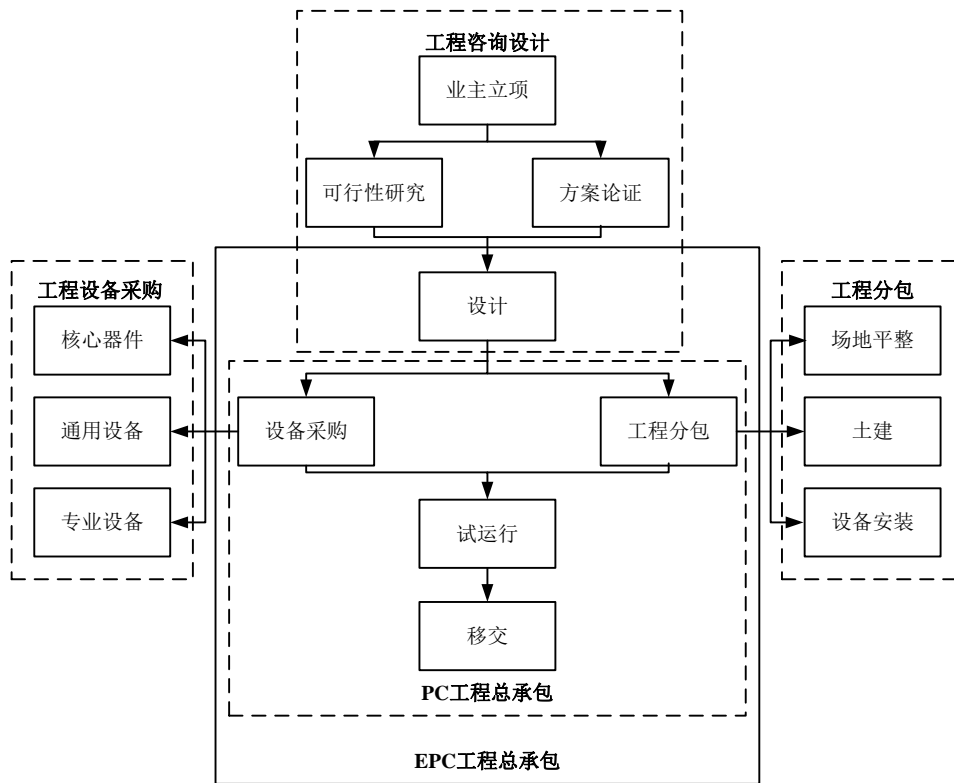 工程咨询设计
业主立项
可行性研究
方案论证
设计
工程设备采购
核心器件
通用设备
专业设备
设备采购
工程分包
试运行
移交
PC工程总承包
EPC工程总承包
工程分包
场地平整
土建
设备安装